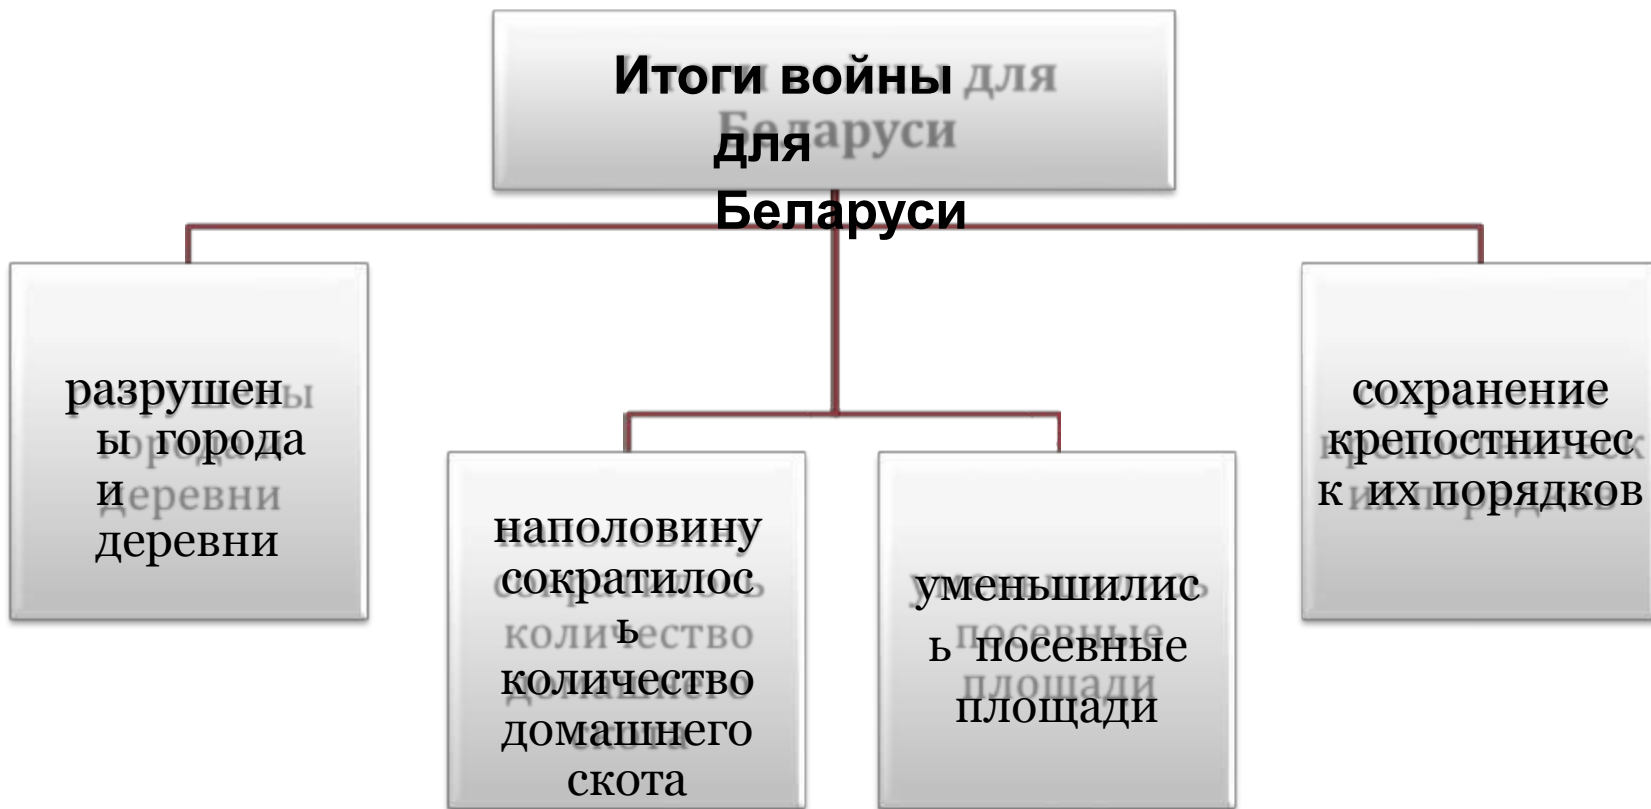 Итоги войны
для
Беларуси
разрушен
ы города
и
деревни
наполовину
сократилос
ь
количество
домашнего
скота
уменьшилис
ь посевные
площади
сохранение
крепостничес
к их порядков